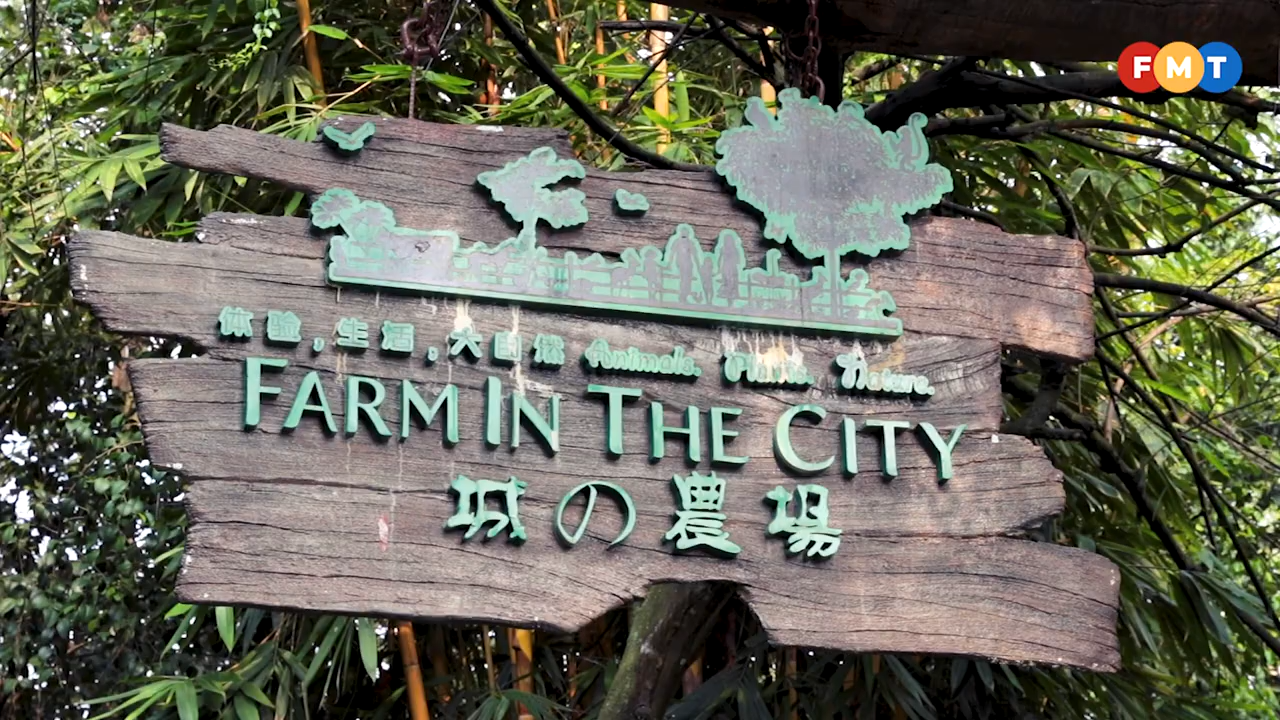 FMT
体验,生活,大自然 Animals. Plants. Nature.
FARM IN THE CITY
城の農場